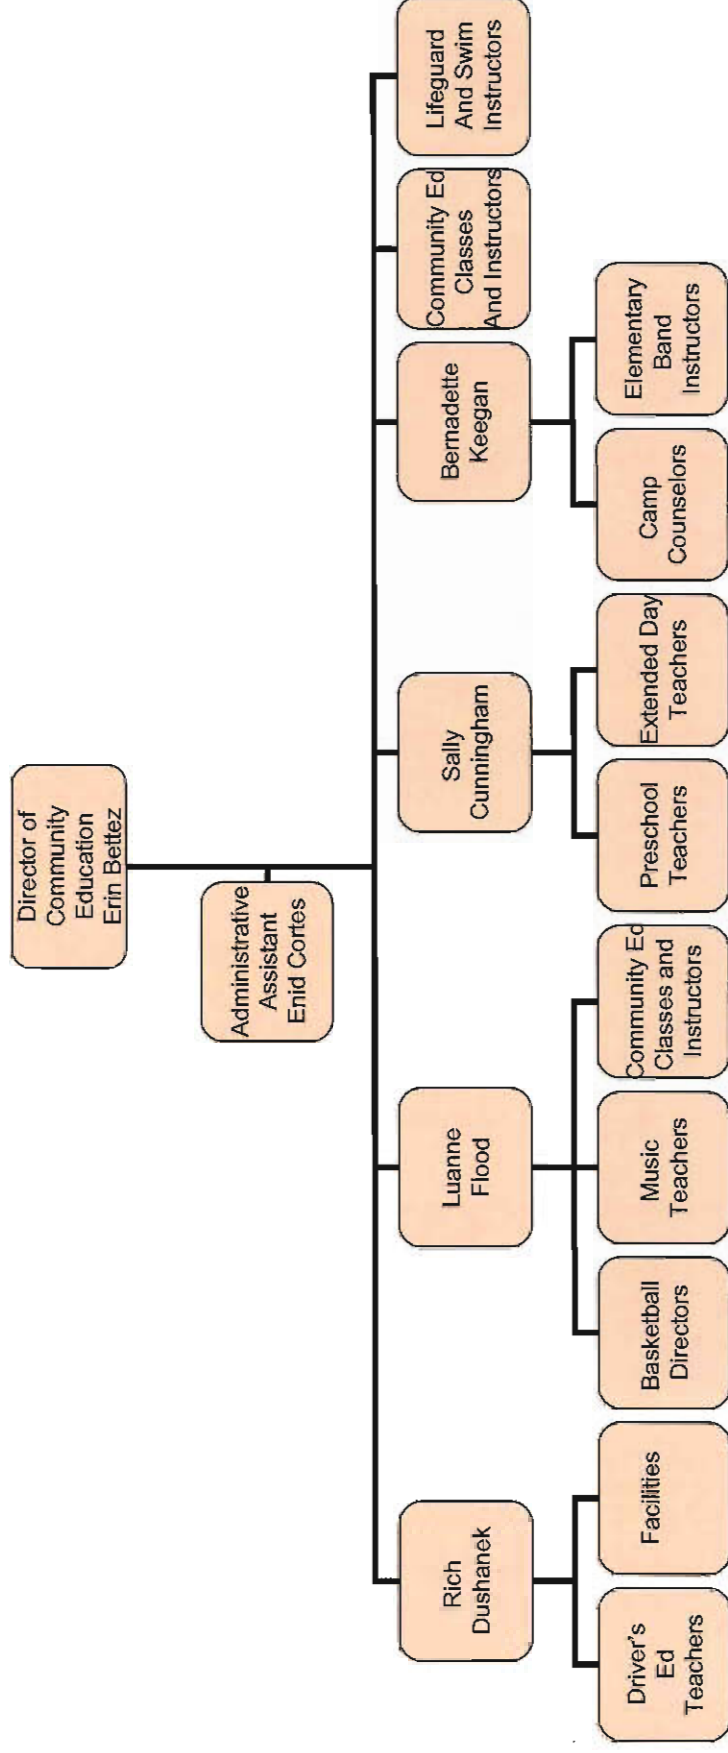 Director of
Community
Education
Erin Bettez
Administrative
Assistant
Enid Cortes
Rich
Dushanek
Luanne
Flood
Sally
Cunningham
Bernadette
Keegan
Community Ed
Classes
And Instructors
Lifeguard
And Swim
Instructors
Driver's
Ed
Teachers
Facilities
Basketball
Directors
Music
Teachers
Community Ed
Classes and
Instructors
Preschool
Teachers
Extended Day
Teachers
Camp
Counselors
Elementary
Band
Instructors